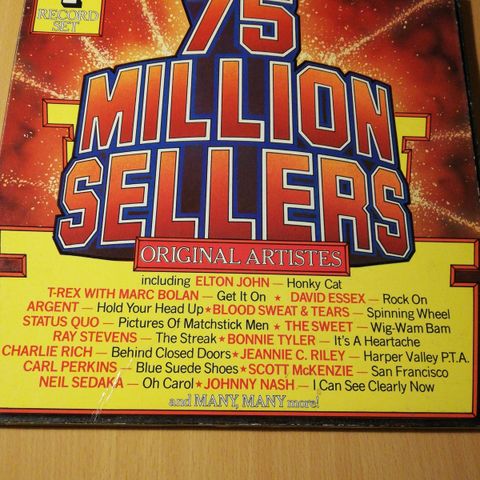 RECORD
SET
75
MILLION
SELLERS
ORIGINAL ARTISTES
including ELTON JOHN — Honky Cat
T-REX WITH MARC BOLAN — Get It On ★ DAVID ESSEX — Rock On
ARGENT — Hold Your Head Up ★ BLOOD SWEAT & TEARS — Spinning Wheel
STATUS QUO — Pictures Of Matchstick Men ★ THE SWEET — Wig-Wam Bam
RAY STEVENS — The Streak ★ BONNIE TYLER — It's A Heartache
CHARLIE RICH — Behind Closed Doors ★ JEANNIE C. RILEY — Harper Valley P.T.A.
CARL PERKINS — Blue Suede Shoes ★ SCOTT McKENZIE — San Francisco
NEIL SEDAKA — Oh Carol ★ JOHNNY NASH — I Can See Clearly Now
and MANY, MANY more!